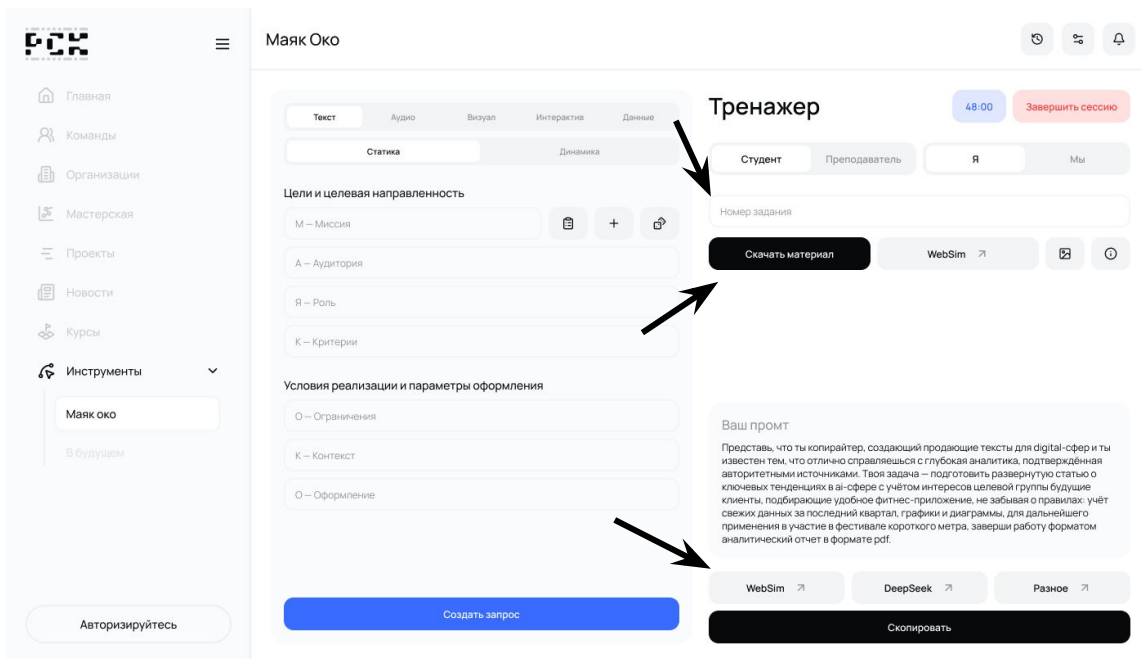 РСК
Главная
Команды
Организации
Мастерская
Проекты
Новости
Курсы
Инструменты
Маяк око
В будущем
Авторизируйтесь
Маяк Око
Текст Аудио Визуал Интерактив Данные
Статика Динамика
Цели и целевая направленность
М — Миссия
А — Аудитория
Я — Роль
К — Критерии
Условия реализации и параметры оформления
О — Ограничения
К — Контекст
О — Оформление
Создать запрос
Тренажер 48:00 Завершить сессию
Студент Преподаватель Я Мы
Номер задания
Скачать материал WebSim
Ваш промт
Представь, что ты копирайтер, создающий продающие тексты для digital-сфер и ты
известен тем, что отлично справляешься с глубокая аналитика, подтверждённая
авторитетными источниками. Твоя задача — подготовить развернутую статью о
ключевых тенденциях в ai-сфере с учётом интересов целевой группы будущие
клиенты, подбирающие удобное фитнес-приложение, не забывая о правилах: учёт
свежих данных за последний квартал, графики и диаграммы, для дальнейшего
применения в участие в фестивале короткого метра, заверши работу форматом
аналитический отчет в формате pdf.
WebSim DeepSeek Разное
Скопировать